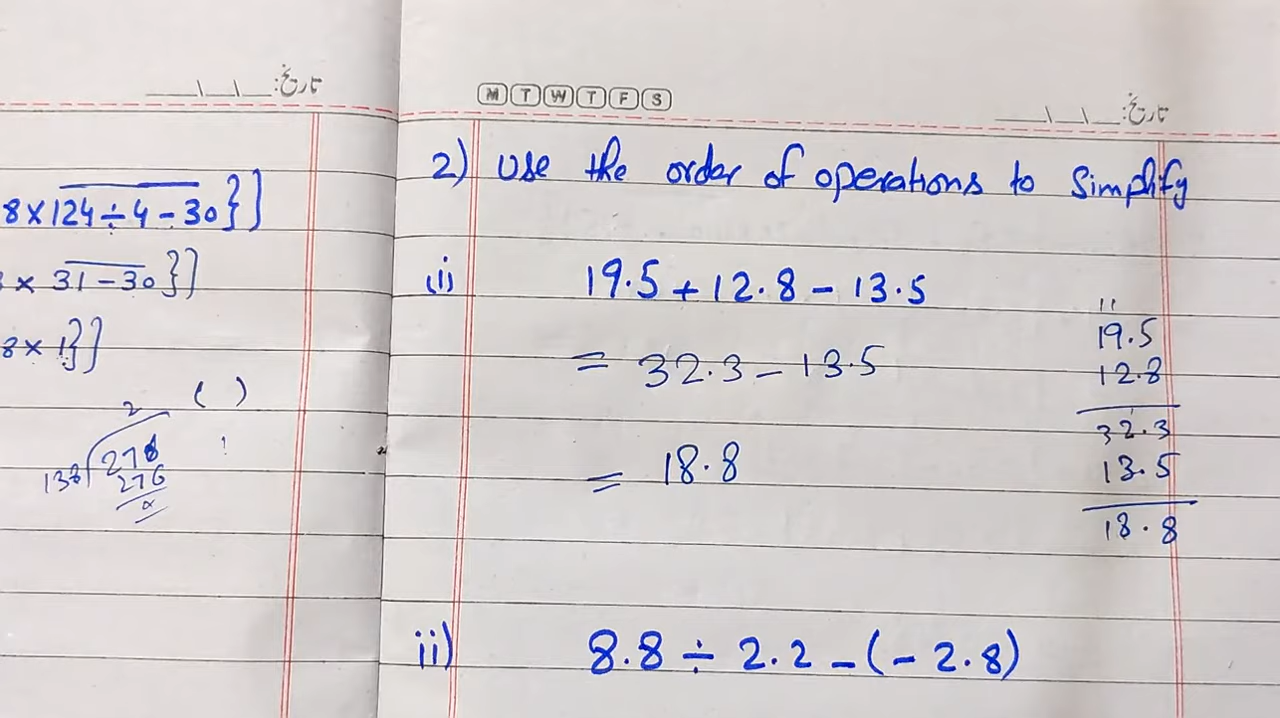 تاریخ:
8×124÷4-30}]
× 31-30}]
8×1}]
( )
2
138 276
276
×
M T W T F S
تاریخ:
2) Use the order of operations to Simplify
(i) 19.5+12.8-13.5
= 32.3-13.5
= 18.8
11
19.5
12.8
32.3
13.5
18.8
ii) 8.8÷2.2-(-2.8)